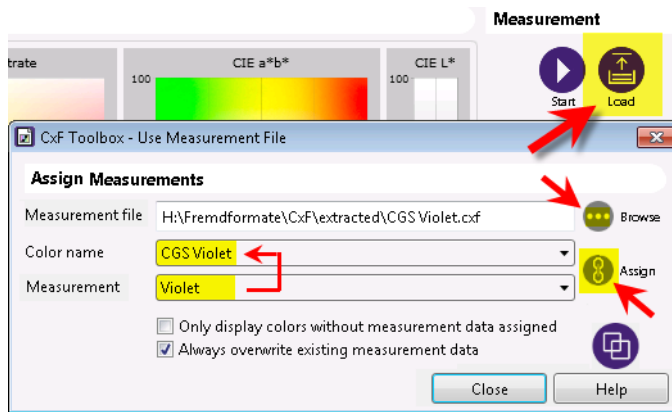 Measurement
trate
CIE a*b*
CIE L*
100
100
Start
Load
CxF Toolbox - Use Measurement File
Assign Measurements
Measurement file
H:\Fremdformate\CxF\extracted\CGS Violet.cxf
Browse
Color name
CGS Violet
Assign
Measurement
Violet
Only display colors without measurement data assigned
Always overwrite existing measurement data
Close
Help